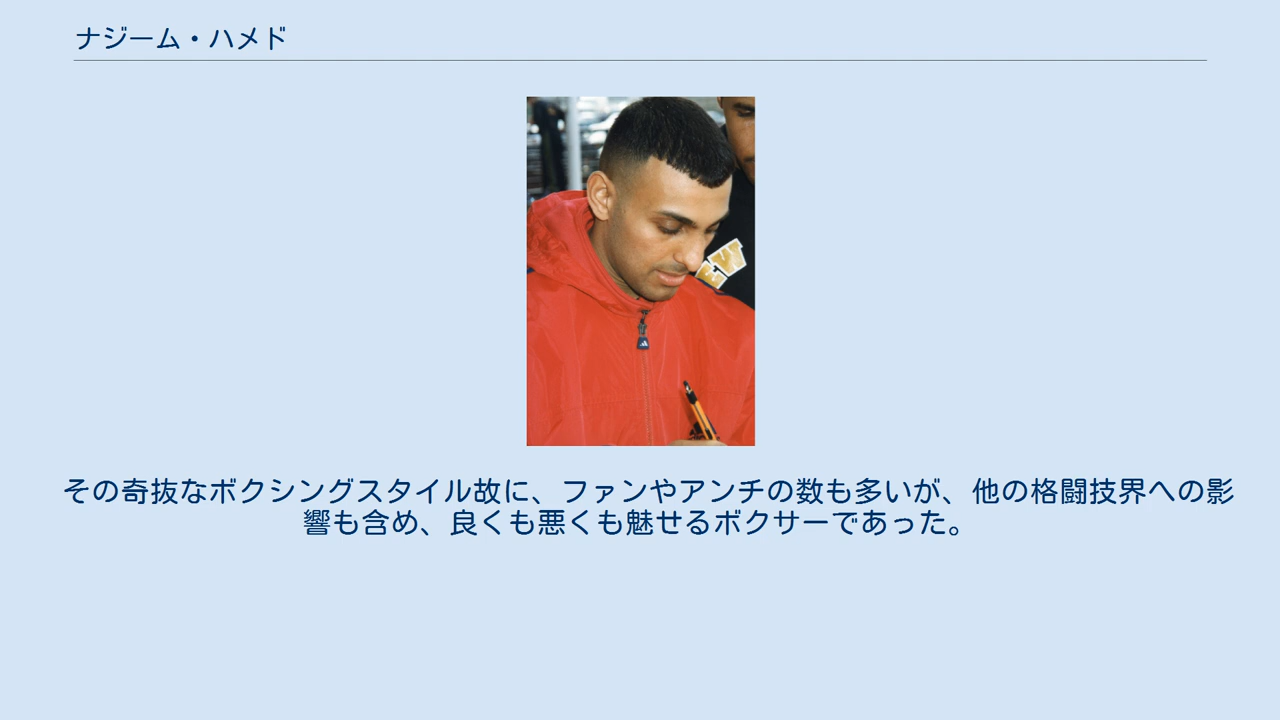 ナジーム・ハメド
EW
その奇抜なボクシングスタイル故に、ファンやアンチの数も多いが、他の格闘技界への影
響も含め、良くも悪くも魅せるボクサーであった。